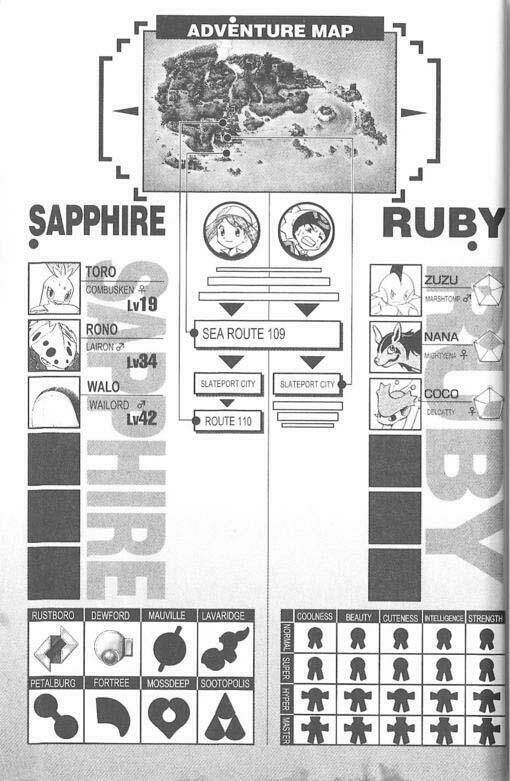 ADVENTURE MAP
SAPPHIRE
RUBY
SAPPHIRE
TORO
COMBUSKEN ♀
Lv19
RONO
LAIRON ♂
Lv34
WALO
WAILORD ♂
Lv42
SEA ROUTE 109
SLATEPORT CITY
SLATEPORT CITY
ROUTE 110
RUBY
ZUZU
MARSHTOMP ♂
NANA
MIGHTYENA ♀
COCO
DELCATTY ♀
RUSTBORO DEWFORD MAUVILLE LAVARIDGE
PETALBURG FORTREE MOSSDEEP SOOTOPOLIS
COOLNESS BEAUTY CUTENESS INTELLIGENCE STRENGTH
NORMAL
SUPER
HYPER
MASTER